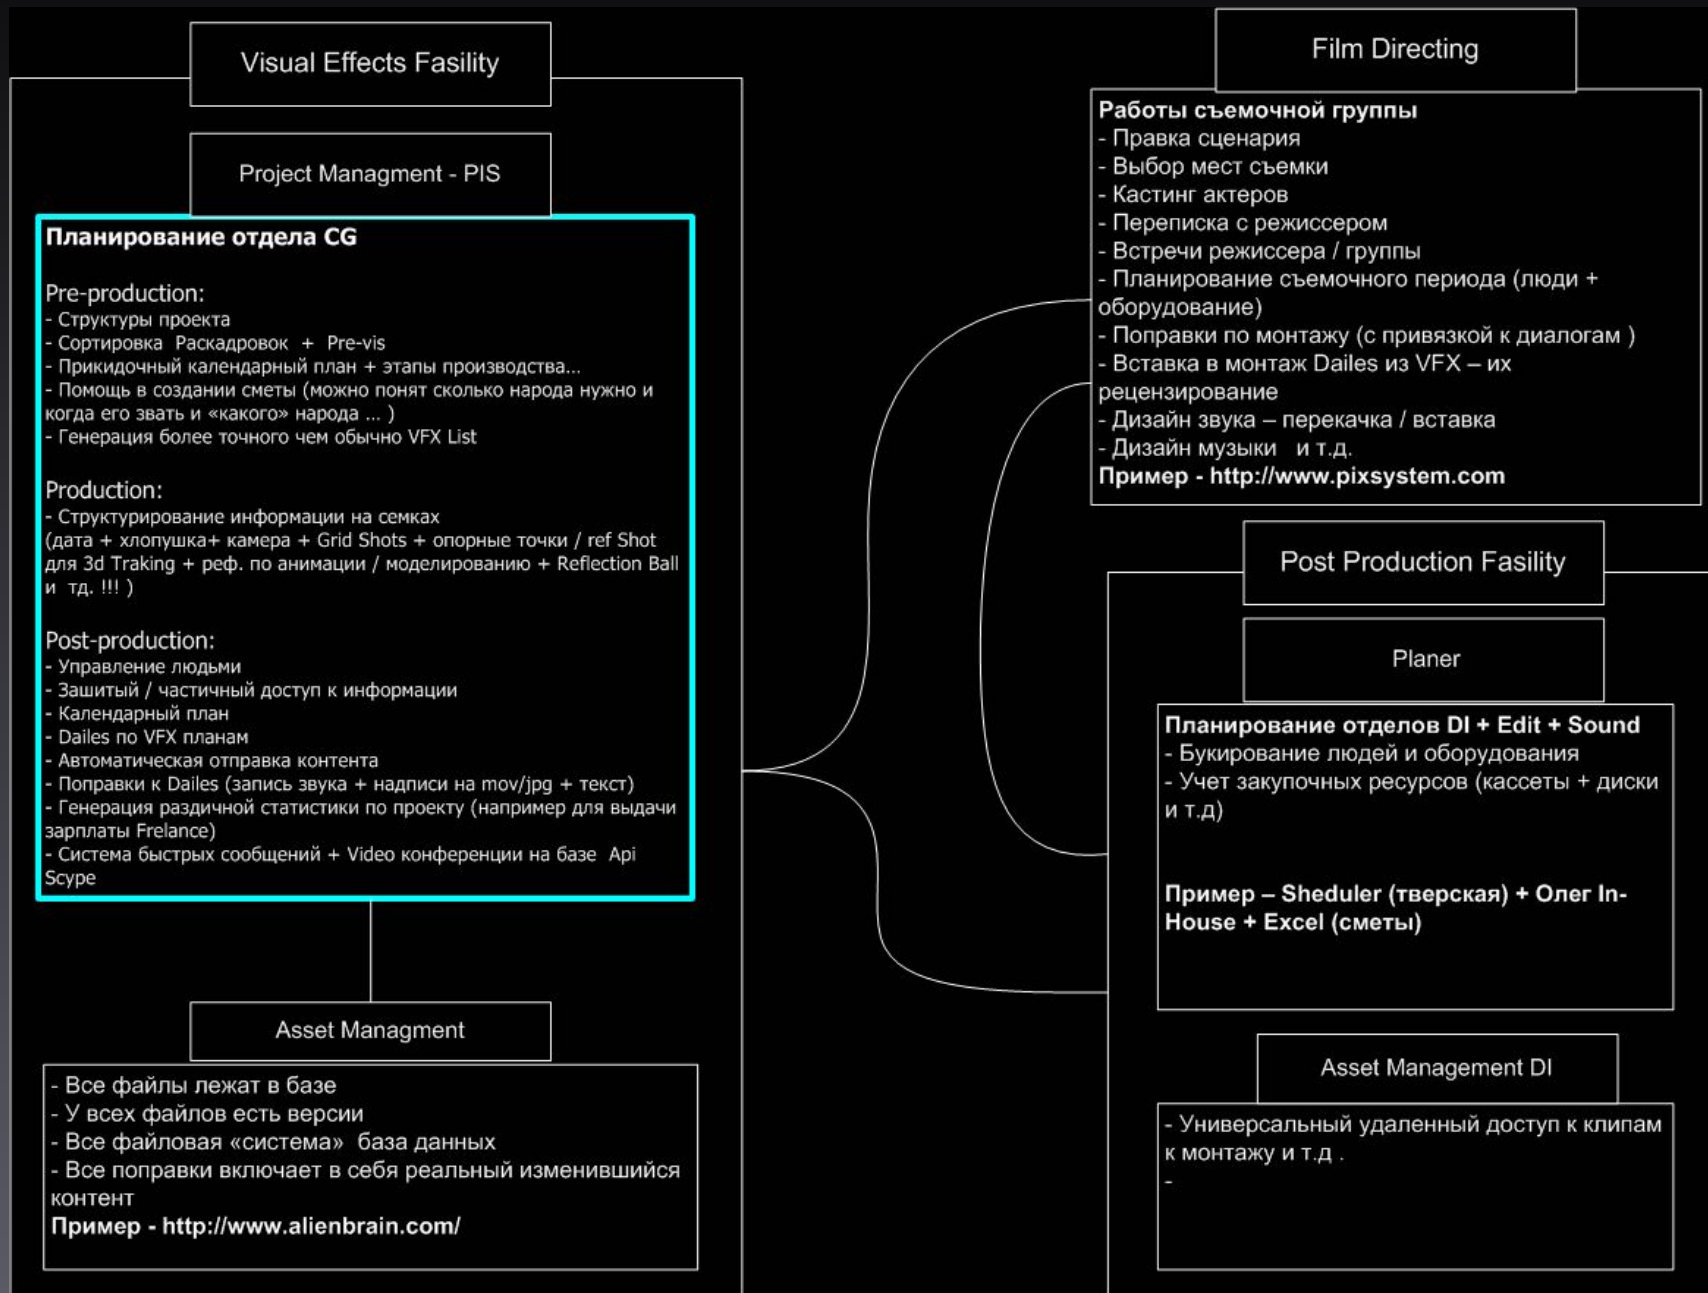 Visual Effects Fasility
Project Managment - PIS
Планирование отдела CG
Pre-production:
- Структуры проекта
- Сортировка Раскадровок + Pre-vis
- Прикидочный календарный план + этапы производства...
- Помощь в создании сметы (можно понят сколько народа нужно и
когда его звать и «какого» народа ... )
- Генерация более точного чем обычно VFX List
Production:
- Структурирование информации на семках
(дата + хлопушка+ камера + Grid Shots + опорные точки / ref Shot
для 3d Traking + реф. по анимации / моделированию + Reflection Ball
и тд. !!! )
Post-production:
- Управление людьми
- Зашитый / частичный доступ к информации
- Календарный план
- Dailes по VFX планам
- Автоматическая отправка контента
- Поправки к Dailes (запись звука + надписи на mov/jpg + текст)
- Генерация раздичной статистики по проекту (например для выдачи
зарплаты Frelance)
- Система быстрых сообщений + Video конференции на базе Api
Scype
Asset Managment
- Все файлы лежат в базе
- У всех файлов есть версии
- Все файловая «система» база данных
- Все поправки включает в себя реальный изменившийся
контент
Пример - http://www.alienbrain.com/
Film Directing
Работы съемочной группы
- Правка сценария
- Выбор мест съемки
- Кастинг актеров
- Переписка с режиссером
- Встречи режиссера / группы
- Планирование съемочного периода (люди +
оборудование)
- Поправки по монтажу (с привязкой к диалогам )
- Вставка в монтаж Dailes из VFX – их
рецензирование
- Дизайн звука – перекачка / вставка
- Дизайн музыки и т.д.
Пример - http://www.pixsystem.com
Post Production Fasility
Planer
Планирование отделов DI + Edit + Sound
- Букирование людей и оборудования
- Учет закупочных ресурсов (кассеты + диски
и т.д)
Пример – Sheduler (тверская) + Олег In-
House + Excel (сметы)
Asset Management DI
- Универсальный удаленный доступ к клипам
к монтажу и т.д .
-